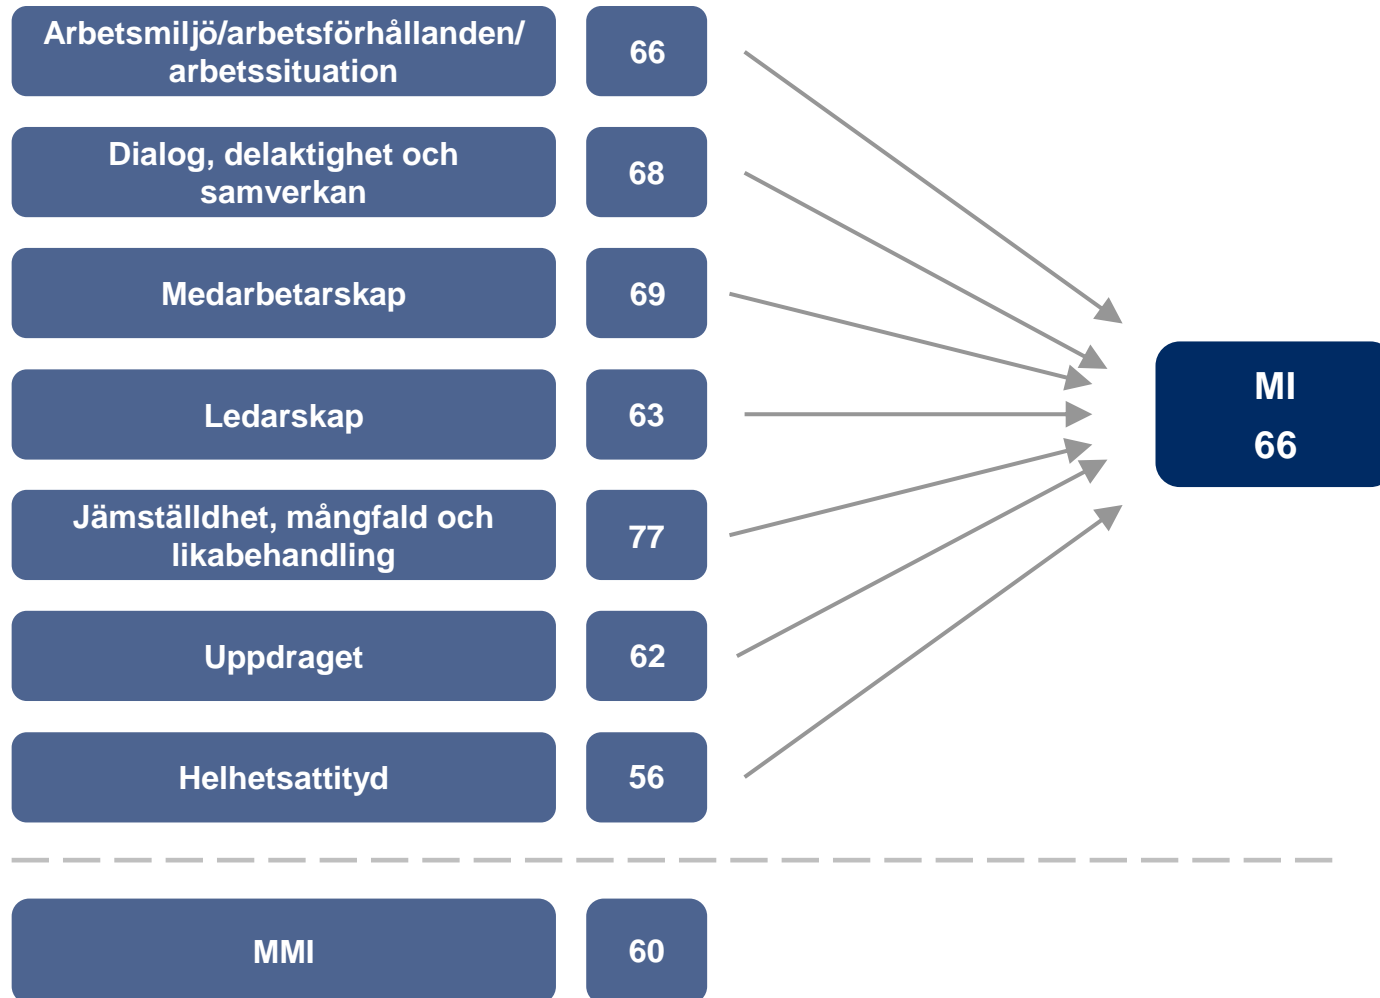 Arbetsmiljö/arbetsförhållanden/
arbetssituation
66
Dialog, delaktighet och
samverkan
68
Medarbetarskap
69
Ledarskap
63
Jämställdhet, mångfald och
likabehandling
77
Uppdraget
62
Helhetsattityd
56
MI
66
MMI
60